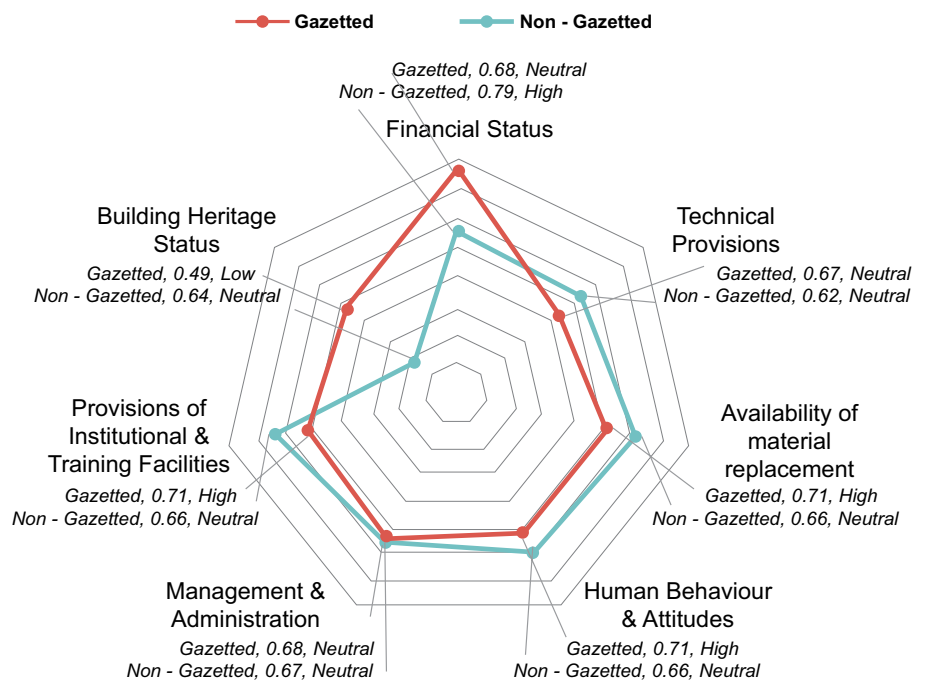 Gazetted
Non - Gazetted
Gazetted, 0.68, Neutral
Non - Gazetted, 0.79, High
Financial Status
Building Heritage
Status
Gazetted, 0.49, Low
Non - Gazetted, 0.64, Neutral
Technical
Provisions
Gazetted, 0.67, Neutral
Non - Gazetted, 0.62, Neutral
Provisions of
Institutional &
Training Facilities
Gazetted, 0.71, High
Non - Gazetted, 0.66, Neutral
Availability of
material
replacement
Gazetted, 0.71, High
Non - Gazetted, 0.66, Neutral
Management &
Administration
Gazetted, 0.68, Neutral
Non - Gazetted, 0.67, Neutral
Human Behaviour
& Attitudes
Gazetted, 0.71, High
Non - Gazetted, 0.66, Neutral